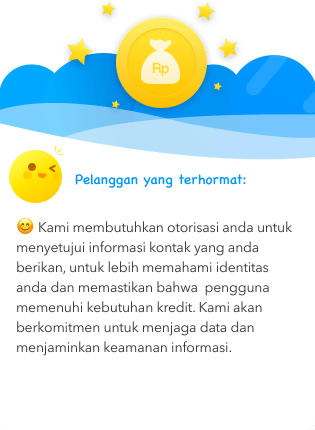 Rp
Pelanggan yang terhormat:
😊 Kami membutuhkan otorisasi anda untuk
menyetujui informasi kontak yang anda
berikan, untuk lebih memahami identitas
anda dan memastikan bahwa pengguna
memenuhi kebutuhan kredit. Kami akan
berkomitmen untuk menjaga data dan
menjaminkan keamanan informasi.